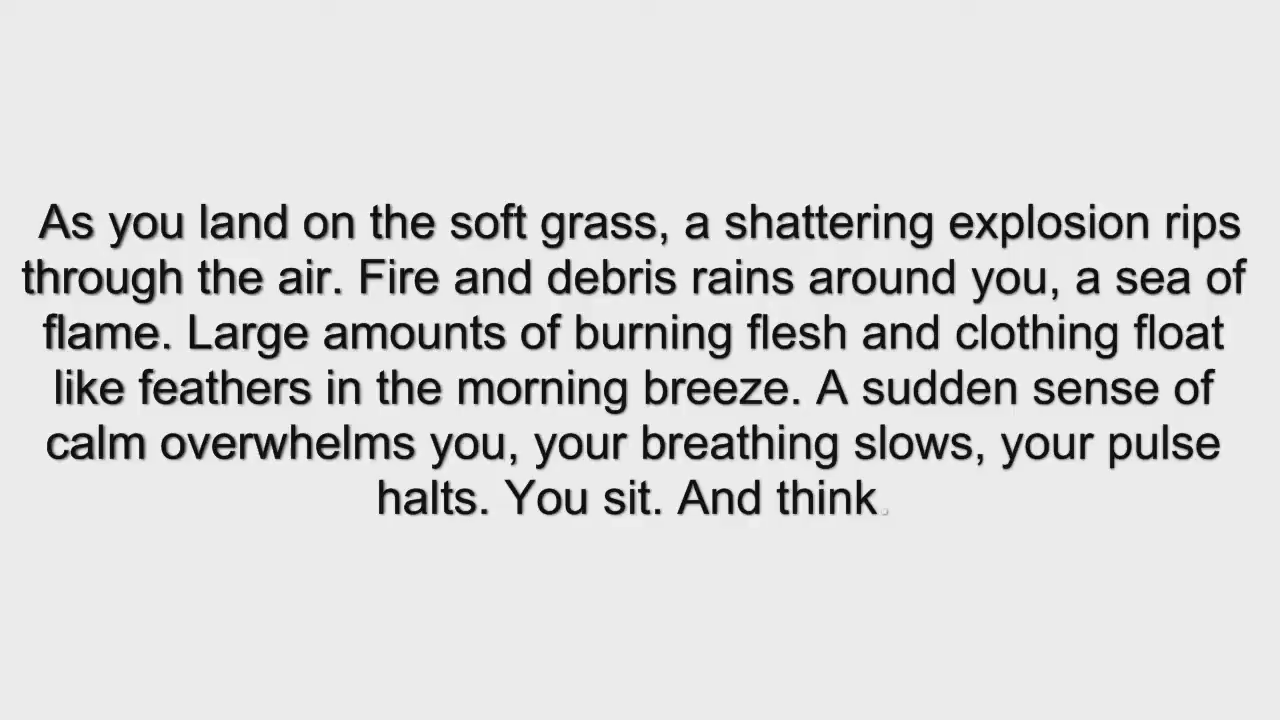 As you land on the soft grass, a shattering explosion rips
through the air. Fire and debris rains around you, a sea of
flame. Large amounts of burning flesh and clothing float
like feathers in the morning breeze. A sudden sense of
calm overwhelms you, your breathing slows, your pulse
halts. You sit. And think.